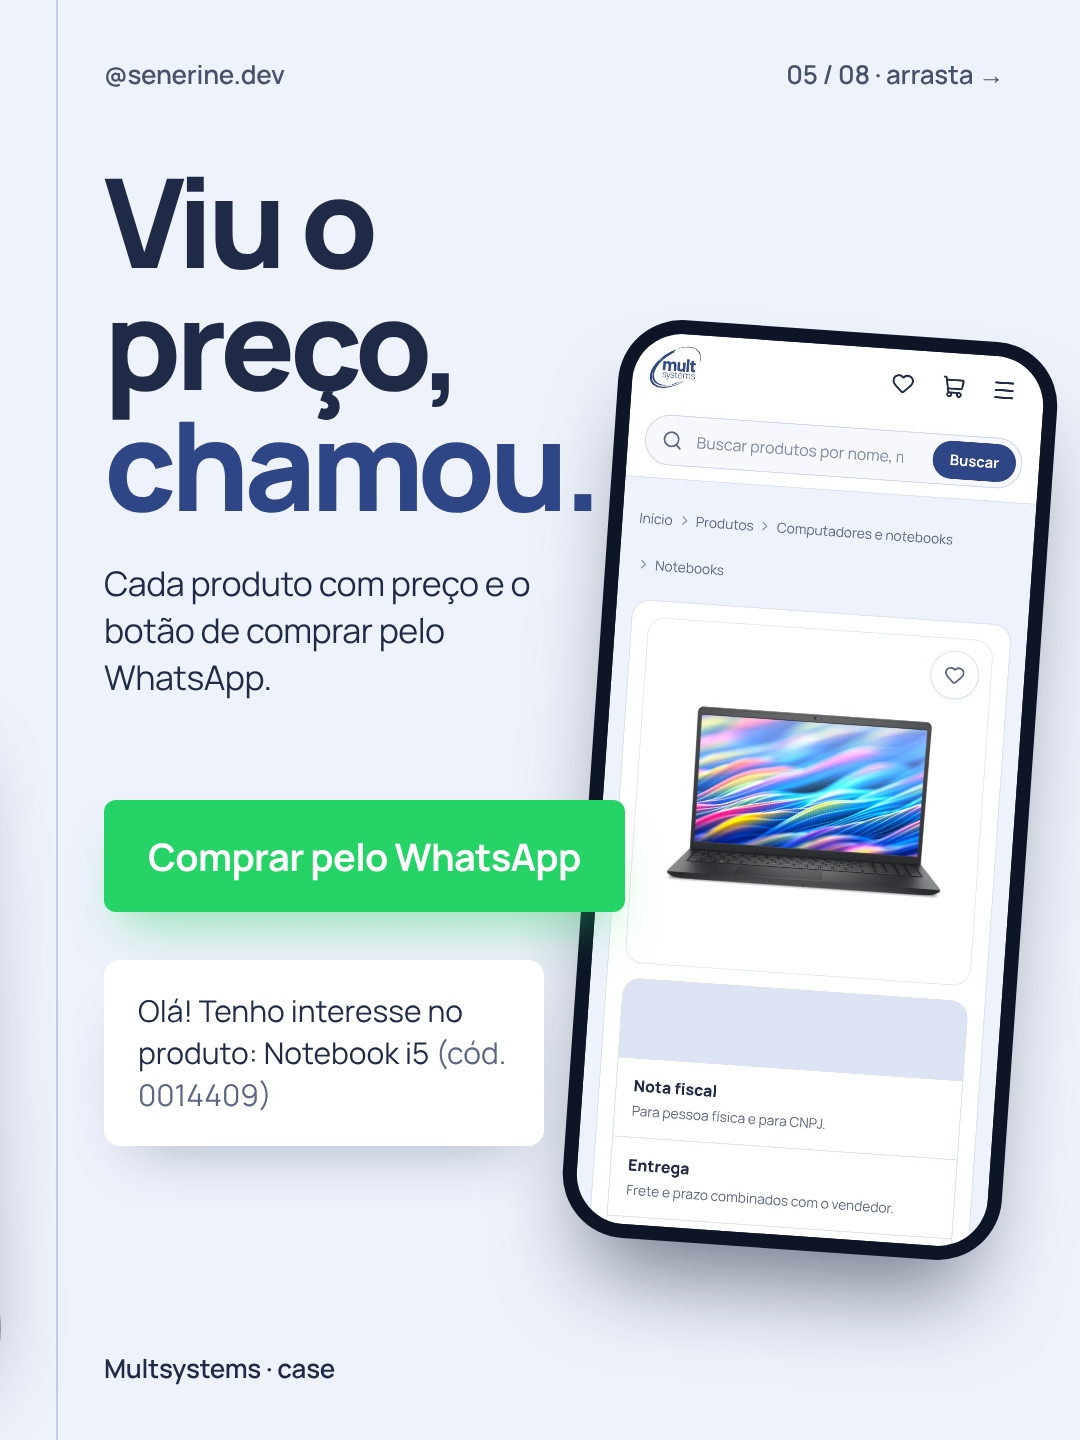 @senerine.dev
05 / 08 · arrasta →
Viu o
preço,
chamou.
Cada produto com preço e o
botão de comprar pelo
WhatsApp.
Comprar pelo WhatsApp
Olá! Tenho interesse no
produto: Notebook i5 (cód.
0014409)
mult
systems
Buscar produtos por nome, n
Buscar
Início > Produtos > Computadores e notebooks
> Notebooks
Nota fiscal
Para pessoa física e para CNPJ.
Entrega
Frete e prazo combinados com o vendedor.
Multsystems · case